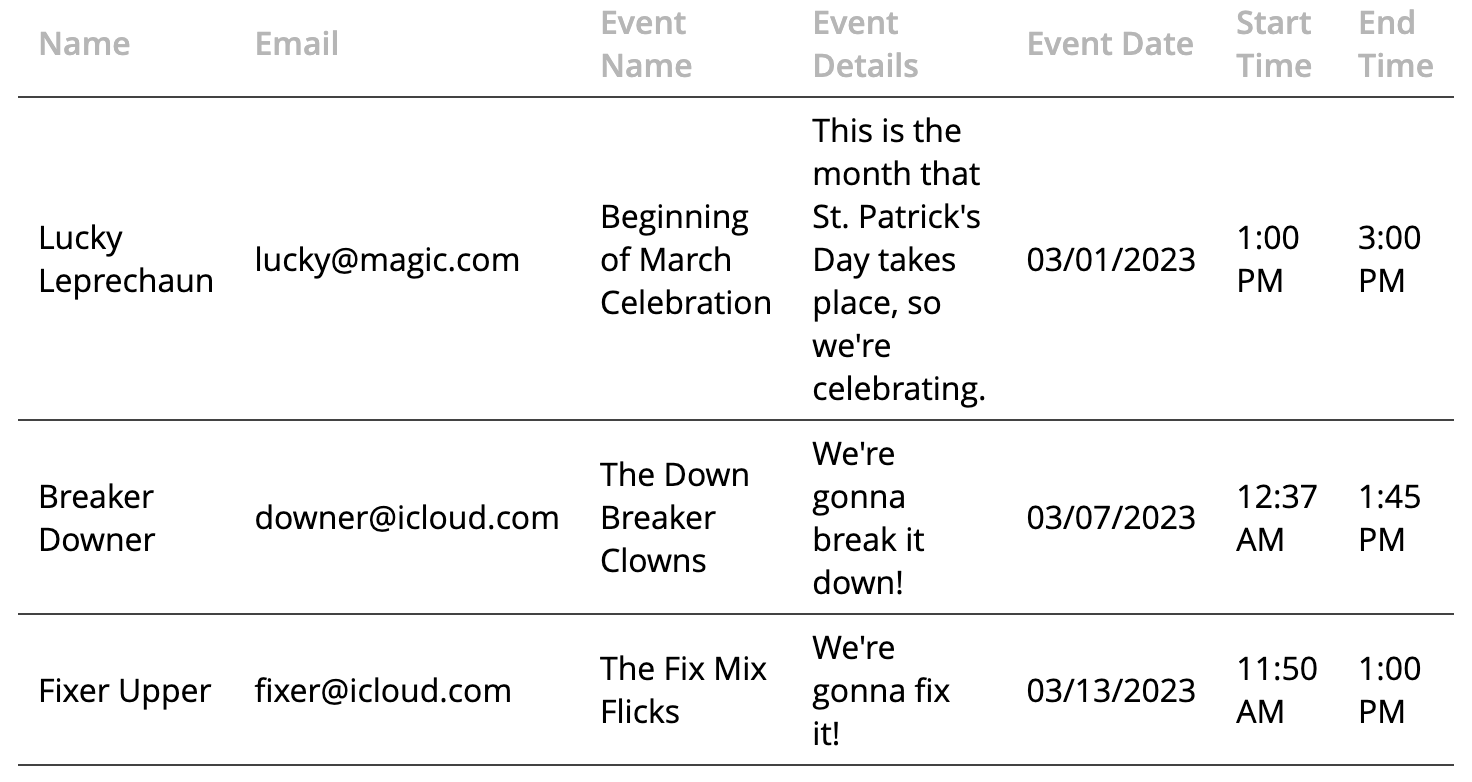 Name
Email
Event
Name
Event
Details
Event Date
Start
Time
End
Time
Lucky
Leprechaun
lucky@magic.com
Beginning
of March
Celebration
This is the
month that
St. Patrick's
Day takes
place, so
we're
celebrating.
03/01/2023
1:00
PM
3:00
PM
Breaker
Downer
downer@icloud.com
The Down
Breaker
Clowns
We're
gonna
break it
down!
03/07/2023
12:37
AM
1:45
PM
Fixer Upper
fixer@icloud.com
The Fix Mix
Flicks
We're
gonna fix
it!
03/13/2023
11:50
AM
1:00
PM